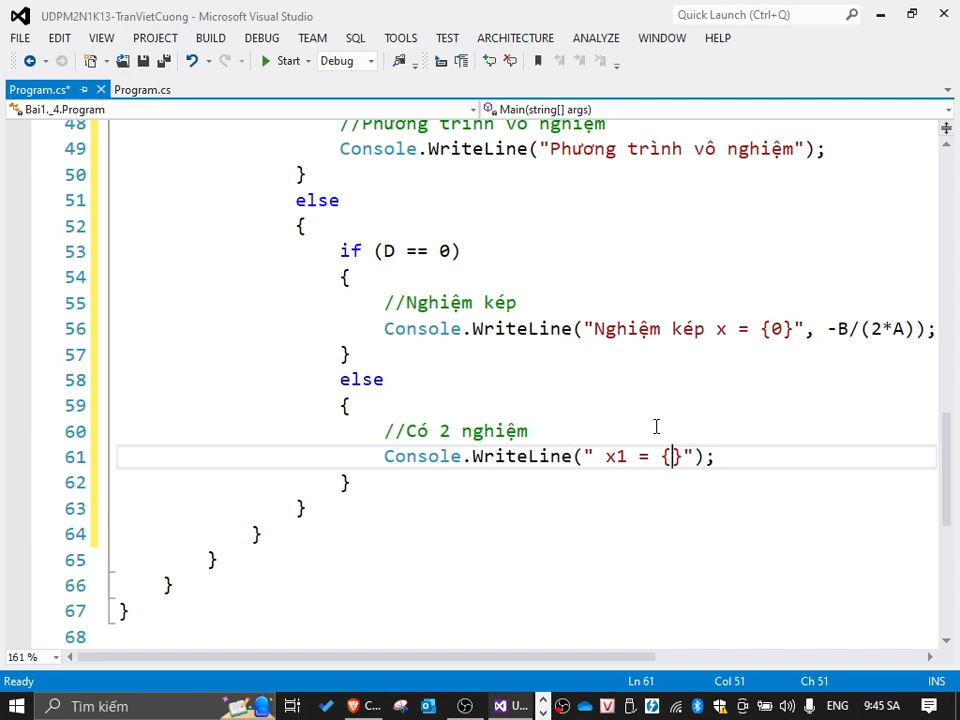 UDPM2N1K13-TranVietCuong - Microsoft Visual Studio
Quick Launch (Ctrl+Q)
FILE EDIT VIEW PROJECT BUILD DEBUG TEAM SQL TOOLS TEST ARCHITECTURE ANALYZE WINDOW HELP
Start Debug
Program.cs* Program.cs
Bai1._4.Program Main(string[] args)
48 //Phương trình vô nghiệm
49 Console.WriteLine("Phương trình vô nghiệm");
50 }
51 else
52 {
53 if (D == 0)
54 {
55 //Nghiệm kép
56 Console.WriteLine("Nghiệm kép x = {0}", -B/(2*A));
57 }
58 else
59 {
60 //Có 2 nghiệm
61 Console.WriteLine(" x1 = {}");
62 }
63 }
64 }
65 }
66 }
67 }
68
161 %
Ready Ln 61 Col 51 Ch 51 INS
Tìm kiếm C... U... ENG 9:45 SA